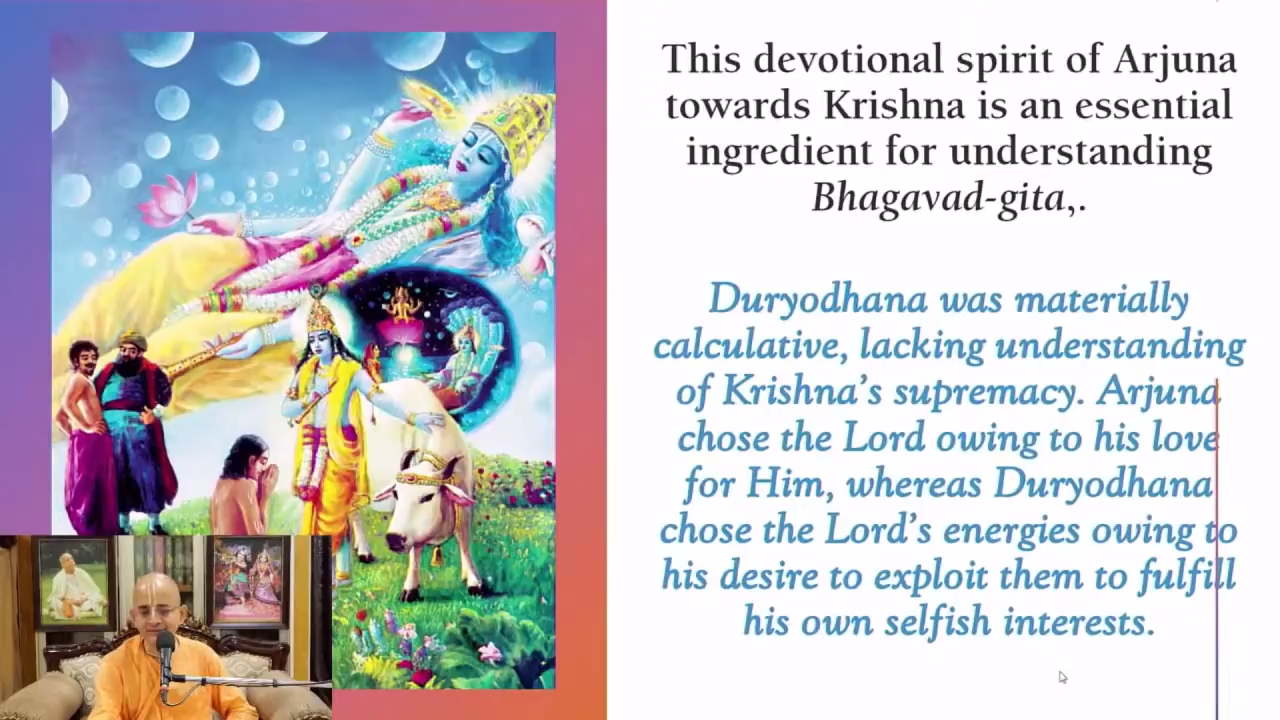 This devotional spirit of Arjuna
towards Krishna is an essential
ingredient for understanding
Bhagavad-gita,.
Duryodhana was materially
calculative, lacking understanding
of Krishna's supremacy. Arjuna
chose the Lord owing to his love
for Him, whereas Duryodhana
chose the Lord's energies owing to
his desire to exploit them to fulfill
his own selfish interests.